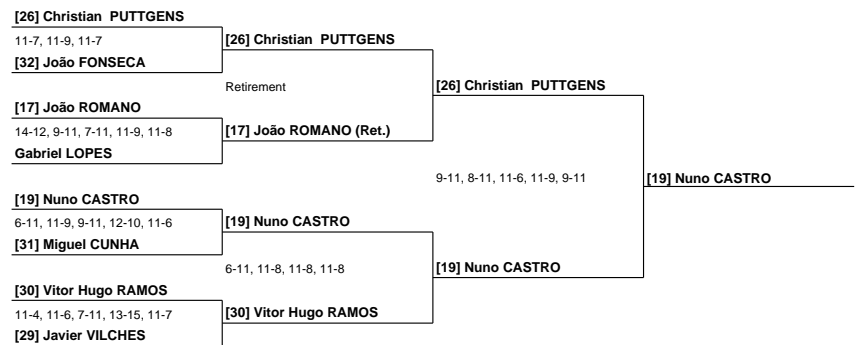 [26] Christian PUTTGENS
11-7, 11-9, 11-7
[32] João FONSECA
[26] Christian PUTTGENS
Retirement
[17] João ROMANO
14-12, 9-11, 7-11, 11-9, 11-8
Gabriel LOPES
[17] João ROMANO (Ret.)
[26] Christian PUTTGENS
9-11, 8-11, 11-6, 11-9, 9-11
[19] Nuno CASTRO
[19] Nuno CASTRO
6-11, 11-9, 9-11, 12-10, 11-6
[31] Miguel CUNHA
[19] Nuno CASTRO
6-11, 11-8, 11-8, 11-8
[19] Nuno CASTRO
[30] Vitor Hugo RAMOS
11-4, 11-6, 7-11, 13-15, 11-7
[29] Javier VILCHES
[30] Vitor Hugo RAMOS